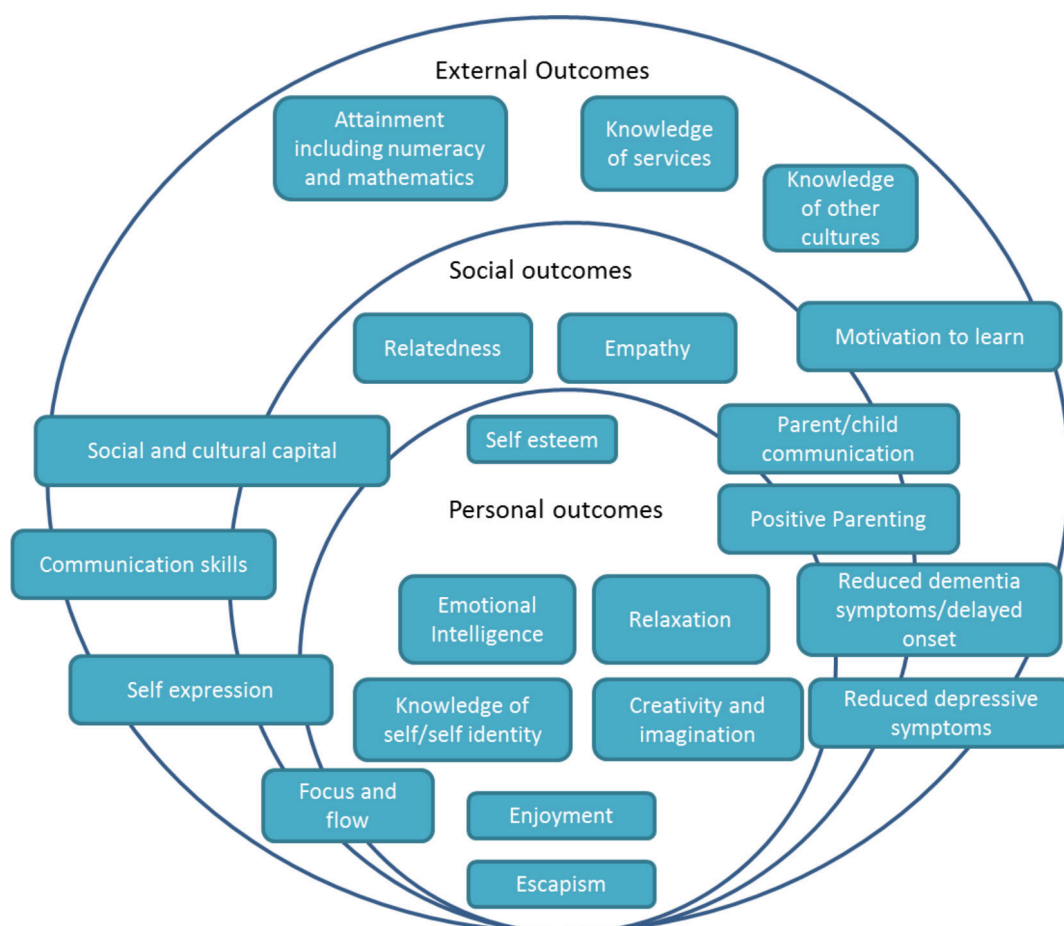 External Outcomes
Attainment
including numeracy
and mathematics
Knowledge
of services
Knowledge
of other
cultures
Social outcomes
Relatedness
Empathy
Motivation to learn
Social and cultural capital
Self esteem
Parent/child
communication
Personal outcomes
Positive Parenting
Communication skills
Emotional
Intelligence
Relaxation
Reduced dementia
symptoms/delayed
onset
Self expression
Knowledge of
self/self identity
Creativity and
imagination
Reduced depressive
symptoms
Focus and
flow
Enjoyment
Escapism